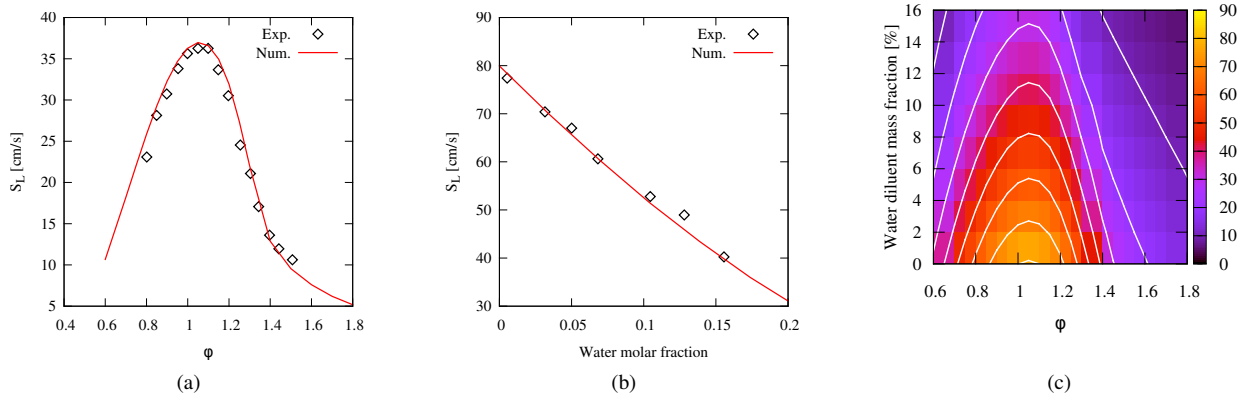 40
35
30
25
20
15
10
5
0.4 0.6 0.8 1 1.2 1.4 1.6 1.8
S_L [cm/s]
φ
Exp.
Num.
(a)
90
80
70
60
50
40
30
0 0.05 0.1 0.15 0.2
S_L [cm/s]
Water molar fraction
Exp.
Num.
(b)
16
14
12
10
8
6
4
2
0
0.6 0.8 1 1.2 1.4 1.6 1.8
Water diluent mass fraction [%]
φ
90
80
70
60
50
40
30
20
10
0
(c)